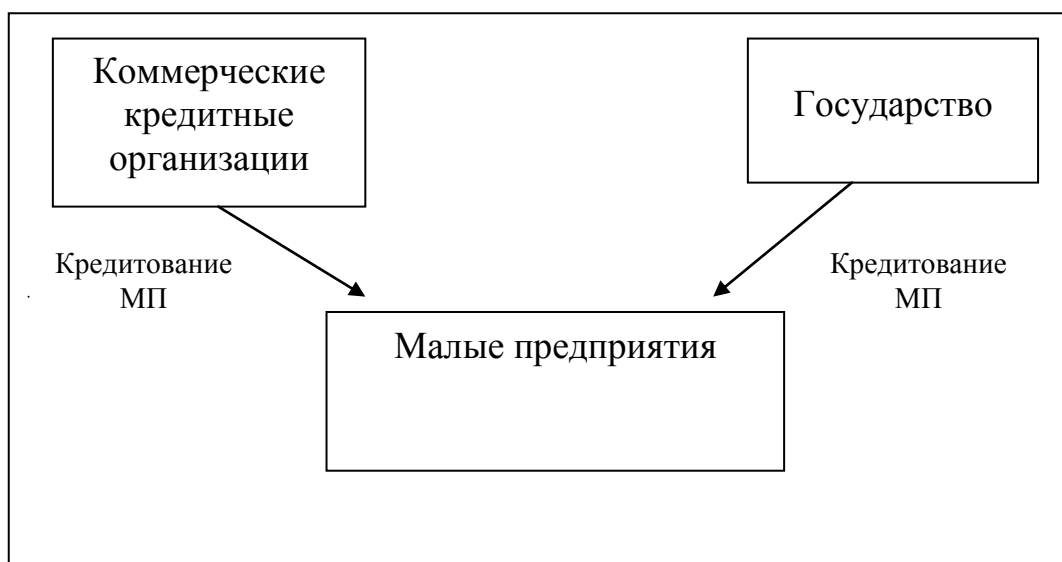 Коммерческие
кредитные
организации
Государство
Кредитование
МП
Кредитование
МП
Малые предприятия